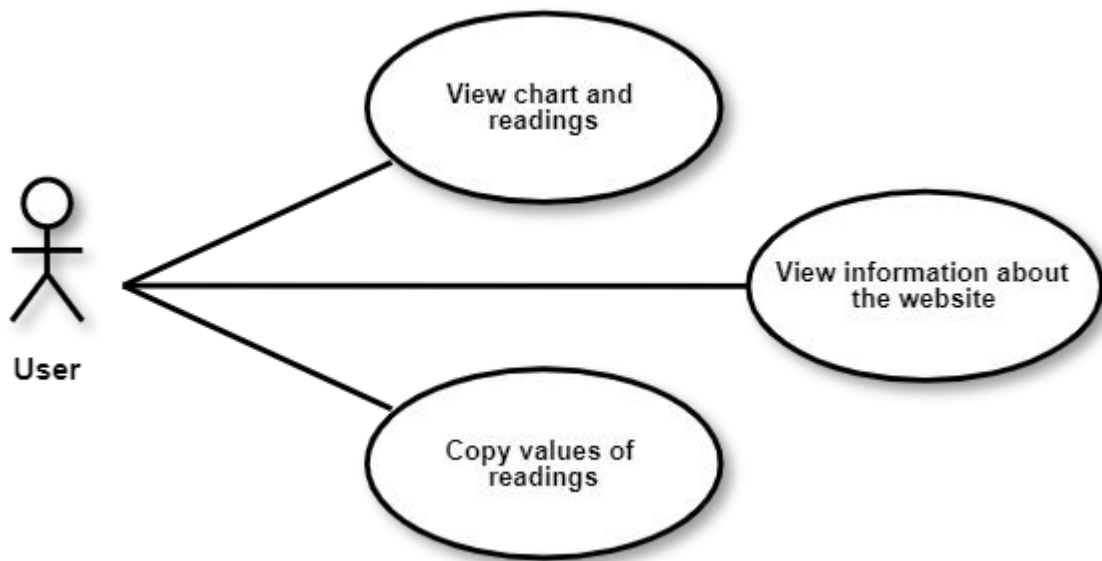 View chart and
readings
View information about
the website
User
Copy values of
readings